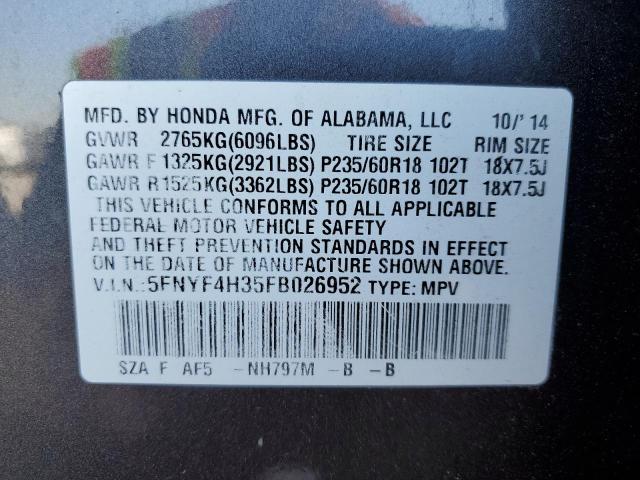 MFD. BY HONDA MFG. OF ALABAMA, LLC 10/'14
GVWR 2765KG(6096LBS) TIRE SIZE RIM SIZE
GAWR F 1325KG(2921LBS) P235/60R18 102T 18X7.5J
GAWR R1525KG(3362LBS) P235/60R18 102T 18X7.5J
THIS VEHICLE CONFORMS TO ALL APPLICABLE
FEDERAL MOTOR VEHICLE SAFETY
AND THEFT PREVENTION STANDARDS IN EFFECT
ON THE DATE OF MANUFACTURE SHOWN ABOVE.
V.I.N.:5FNYF4H35FB026952 TYPE: MPV
SZA F AF5 -NH797M -B -B